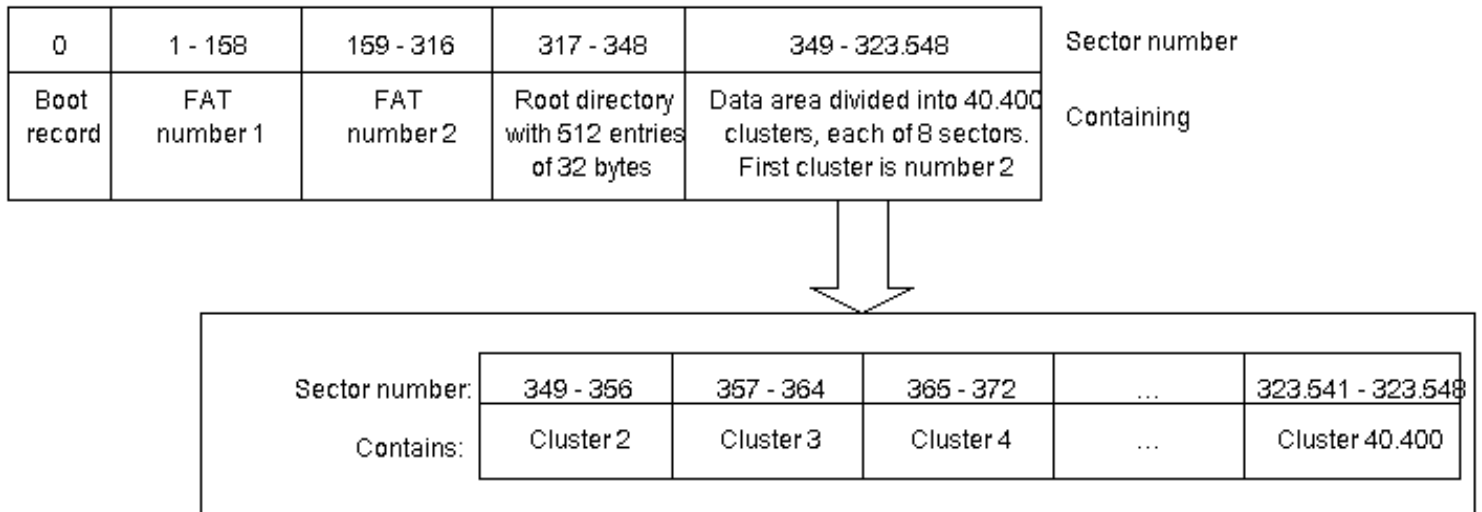 0 1 - 158 159 - 316 317 - 348 349 - 323.548 Sector number
Boot record FAT number 1 FAT number 2 Root directory with 512 entries of 32 bytes Data area divided into 40.400 clusters, each of 8 sectors. First cluster is number 2 Containing
Sector number: 349 - 356 357 - 364 365 - 372 ... 323.541 - 323.548
Contains: Cluster 2 Cluster 3 Cluster 4 ... Cluster 40.400